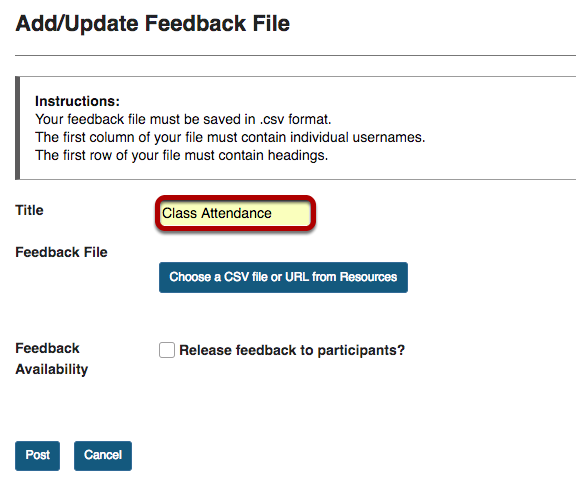 Add/Update Feedback File
Instructions:
Your feedback file must be saved in .csv format.
The first column of your file must contain individual usernames.
The first row of your file must contain headings.
Title
Class Attendance
Feedback File
Choose a CSV file or URL from Resources
Feedback
Availability
Release feedback to participants?
Post
Cancel